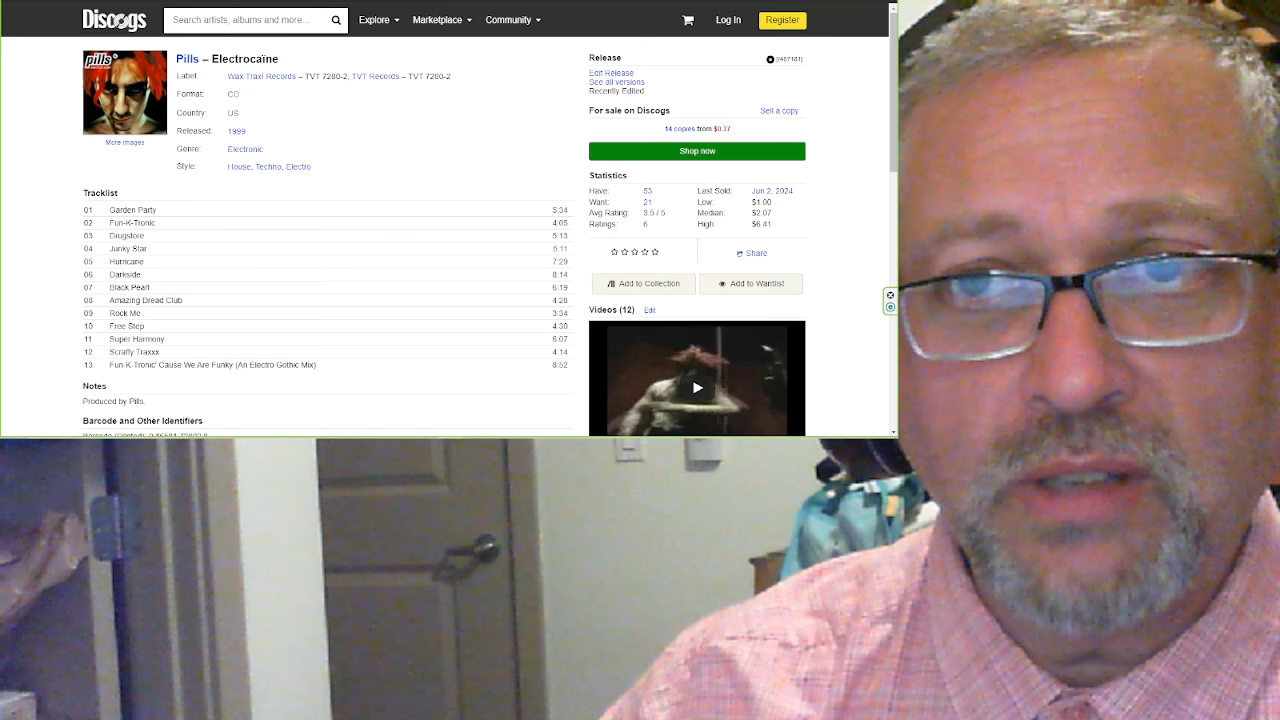 Discogs
Search artists, albums and more...
Explore
Marketplace
Community
Log In
Register
pills
Pills – Electrocaïne
Label: Wax Trax! Records – TVT 7280-2, TVT Records – TVT 7280-2
Format: CD
Country: US
Released: 1999
Genre: Electronic
Style: House, Techno, Electro
More images
Tracklist
01 Garden Party 5:34
02 Fun-K-Tronic 4:05
03 Drugstore 5:13
04 Junky Star 5:11
05 Hurricane 7:29
06 Darkside 8:14
07 Black Pearl 6:19
08 Amazing Dread Club 4:28
09 Rock Me 3:34
10 Free Step 4:30
11 Super Harmony 6:07
12 Scraffy Traxxx 4:14
13 Fun-K-Tronic' Cause We Are Funky (An Electro Gothic Mix) 8:52
Notes
Produced by Pills.
Barcode and Other Identifiers
Release [r487181]
Edit Release
See all versions
Recently Edited
For sale on Discogs Sell a copy
14 copies from $0.37
Shop now
Statistics
Have: 53 Last Sold: Jun 2, 2024
Want: 21 Low: $1.00
Avg Rating: 3.5 / 5 Median: $2.07
Ratings: 6 High: $6.41
Share
Add to Collection
Add to Wantlist
Videos (12) Edit